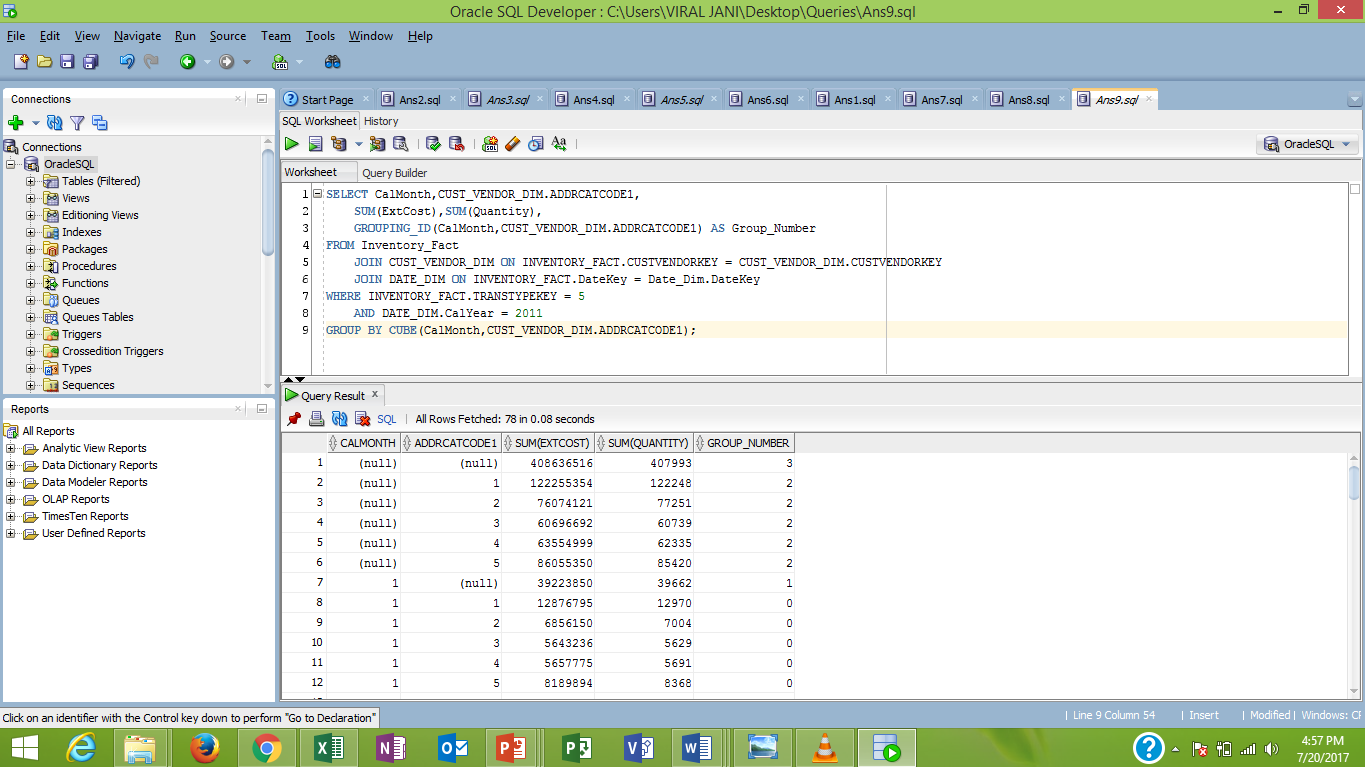 Oracle SQL Developer : C:\Users\VIRAL JANI\Desktop\Queries\Ans9.sql
File Edit View Navigate Run Source Team Tools Window Help
Connections
Connections
OracleSQL
Tables (Filtered)
Views
Editioning Views
Indexes
Packages
Procedures
Functions
Queues
Queues Tables
Triggers
Crossedition Triggers
Types
Sequences
Reports
All Reports
Analytic View Reports
Data Dictionary Reports
Data Modeler Reports
OLAP Reports
TimesTen Reports
User Defined Reports
Start Page Ans2.sql Ans3.sql Ans4.sql Ans5.sql Ans6.sql Ans1.sql Ans7.sql Ans8.sql Ans9.sql
SQL Worksheet History
OracleSQL
Worksheet Query Builder
1 SELECT CalMonth,CUST_VENDOR_DIM.ADDRCATCODE1,
2 SUM(ExtCost),SUM(Quantity),
3 GROUPING_ID(CalMonth,CUST_VENDOR_DIM.ADDRCATCODE1) AS Group_Number
4 FROM Inventory_Fact
5 JOIN CUST_VENDOR_DIM ON INVENTORY_FACT.CUSTVENDORKEY = CUST_VENDOR_DIM.CUSTVENDORKEY
6 JOIN DATE_DIM ON INVENTORY_FACT.DateKey = Date_Dim.DateKey
7 WHERE INVENTORY_FACT.TRANSTYPEKEY = 5
8 AND DATE_DIM.CalYear = 2011
9 GROUP BY CUBE(CalMonth,CUST_VENDOR_DIM.ADDRCATCODE1);
Query Result
SQL | All Rows Fetched: 78 in 0.08 seconds
CALMONTH ADDRCATCODE1 SUM(EXTCOST) SUM(QUANTITY) GROUP_NUMBER
1 (null) (null) 408636516 407993 3
2 (null) 1 122255354 122248 2
3 (null) 2 76074121 77251 2
4 (null) 3 60696692 60739 2
5 (null) 4 63554999 62335 2
6 (null) 5 86055350 85420 2
7 1 (null) 39223850 39662 1
8 1 1 12876795 12970 0
9 1 2 6856150 7004 0
10 1 3 5643236 5629 0
11 1 4 5657775 5691 0
12 1 5 8189894 8368 0
Click on an identifier with the Control key down to perform "Go to Declaration"
| Line 9 Column 54 | Insert | Modified | Windows: CF
4:57 PM
7/20/2017